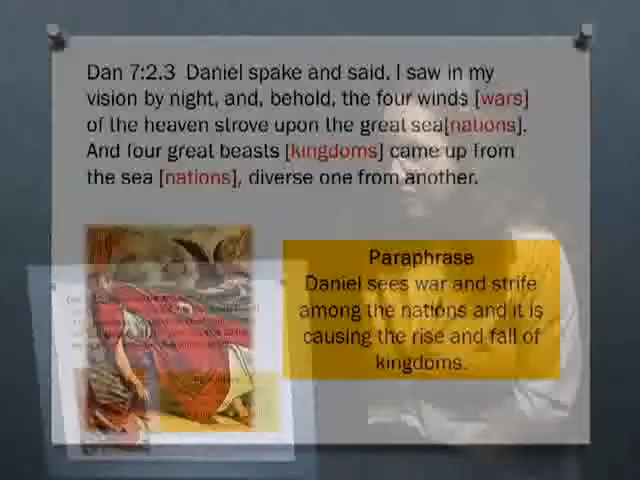 Dan 7:2.3 Daniel spake and said, I saw in my
vision by night, and, behold, the four winds [wars]
of the heaven strove upon the great sea[nations].
And four great beasts [kingdoms] came up from
the sea [nations], diverse one from another.
Paraphrase
Daniel sees war and strife
among the nations and it is
causing the rise and fall of
kingdoms.